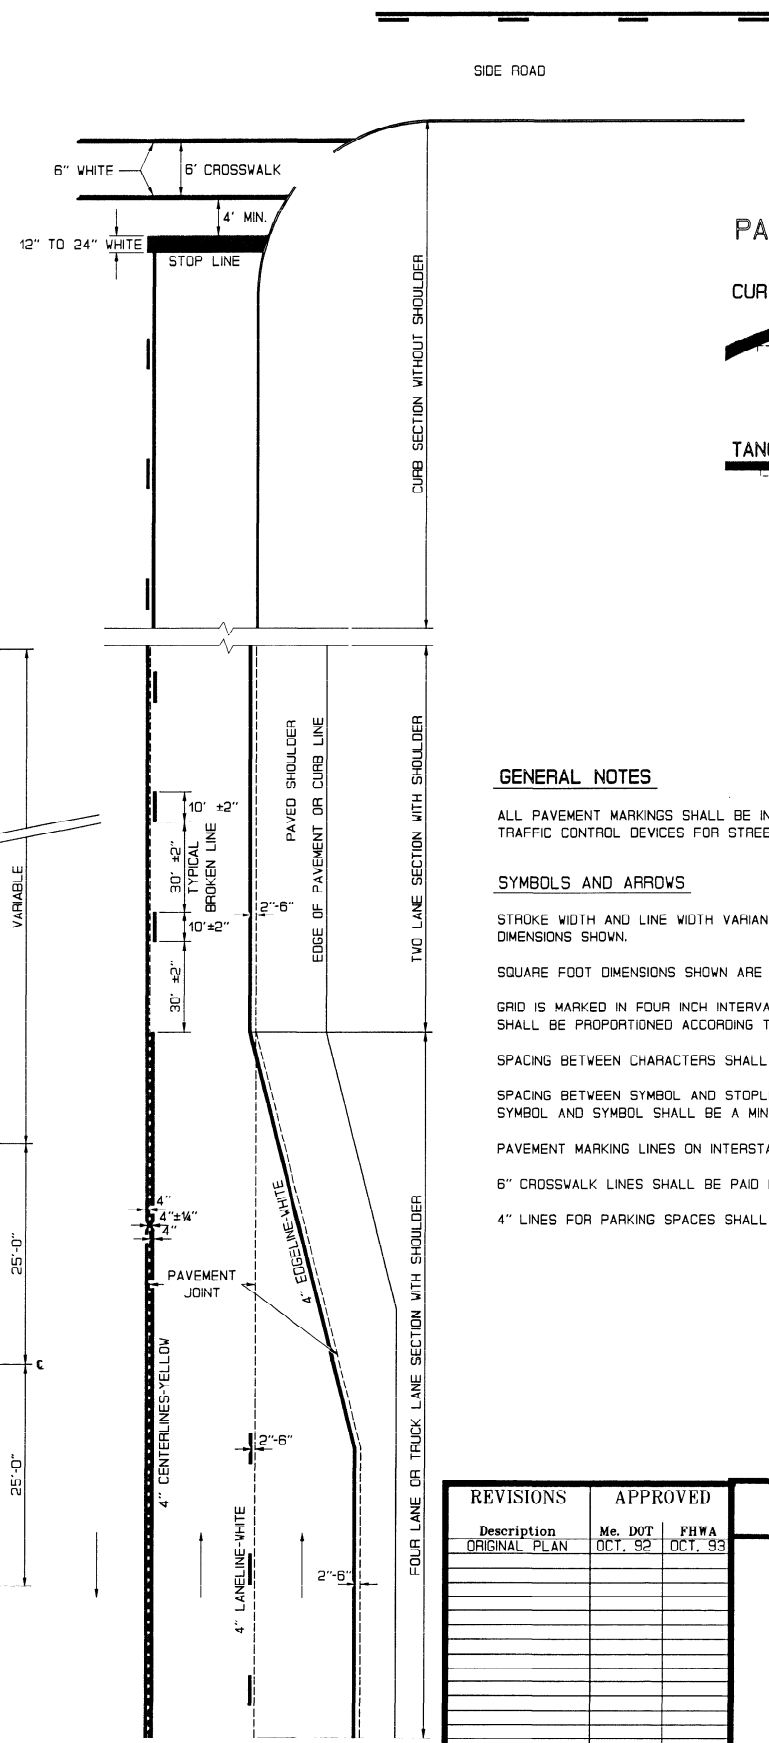 SIDE ROAD
6" WHITE
6' CROSSWALK
4' MIN.
12" TO 24" WHITE
STOP LINE
CURB SECTION WITHOUT SHOULDER
PA
CUR
TAN
VARIABLE
10' ±2"
30' ±2"
TYPICAL
BROKEN LINE
10'±2"
30' ±2"
2"-6"
PAVED SHOULDER
EDGE OF PAVEMENT OR CURB LINE
TWO LANE SECTION WITH SHOULDER
GENERAL NOTES
ALL PAVEMENT MARKINGS SHALL BE IN
TRAFFIC CONTROL DEVICES FOR STREE
SYMBOLS AND ARROWS
STROKE WIDTH AND LINE WIDTH VARIAN
DIMENSIONS SHOWN.
SQUARE FOOT DIMENSIONS SHOWN ARE
GRID IS MARKED IN FOUR INCH INTERVA
SHALL BE PROPORTIONED ACCORDING T
SPACING BETWEEN CHARACTERS SHALL
SPACING BETWEEN SYMBOL AND STOPL
SYMBOL AND SYMBOL SHALL BE A MIN
PAVEMENT MARKING LINES ON INTERSTA
6" CROSSWALK LINES SHALL BE PAID
4" LINES FOR PARKING SPACES SHALL
25'-0"
25'-0"
4"
4"±¼"
4"
PAVEMENT
JOINT
4" EDGELINE-WHITE
4" CENTERLINES-YELLOW
2"-6"
4" LANELINE-WHITE
2"-6"
FOUR LANE OR TRUCK LANE SECTION WITH SHOULDER
REVISIONS APPROVED
Description Me. DOT FHWA
ORIGINAL PLAN OCT. 92 OCT. 93